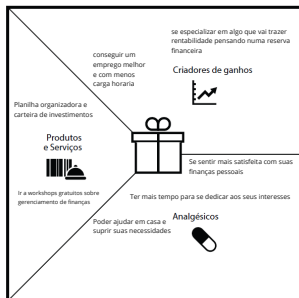 se especializar em algo que vai trazer
rentabilidade pensando numa reserva
financeira
Criadores de ganhos
conseguir um
emprego melhor
e com menos
carga horaria
Planilha organizadora e
carteira de investimentos
Produtos
e Serviços
Ir a workshops gratuitos sobre
gerenciamento de finanças
Se sentir mais satisfeita com suas
finanças pessoais
Ter mais tempo para se dedicar aos seus interesses
Analgésicos
Poder ajudar em casa e
suprir suas necessidades